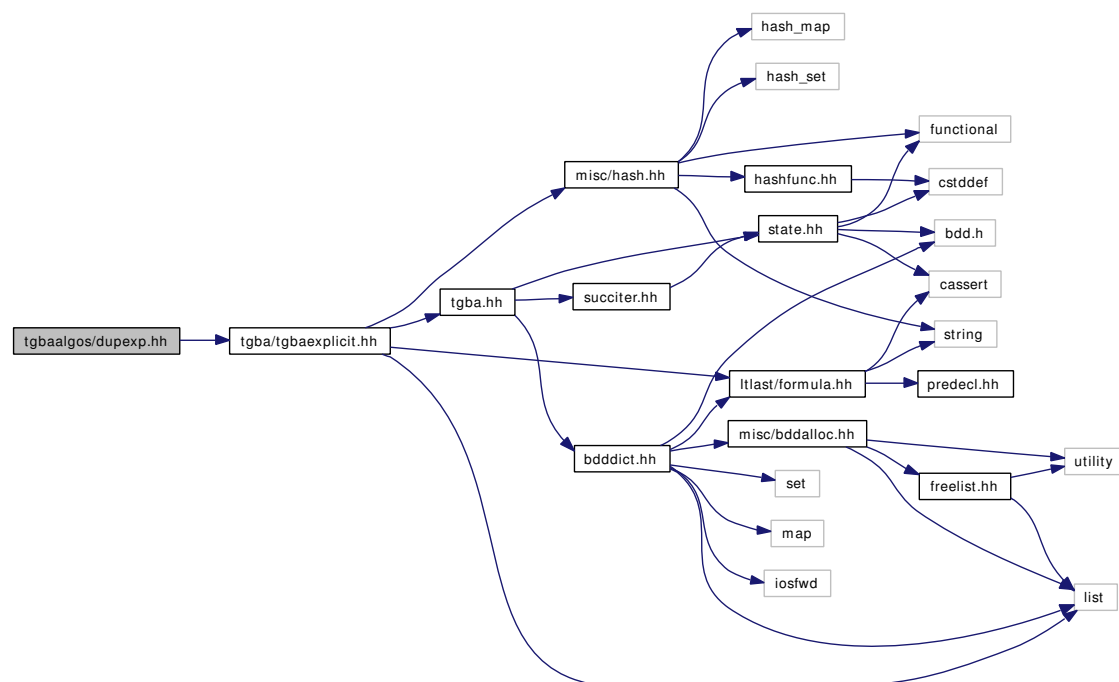 hash_map
hash_set
functional
misc/hash.hh
hashfunc.hh
cstddef
state.hh
bdd.h
cassert
succiter.hh
tgba.hh
string
tgbaalgos/dupexp.hh
tgba/tgbaexplicit.hh
ltlast/formula.hh
predecl.hh
misc/bddalloc.hh
bdddict.hh
utility
set
freelist.hh
map
iosfwd
list